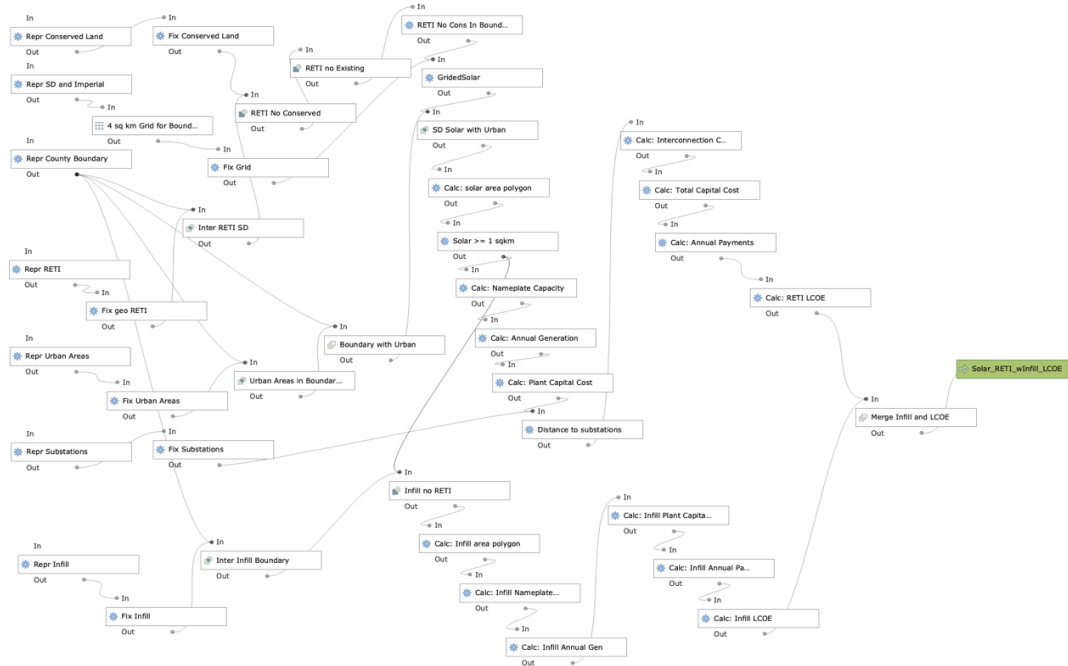 In
Repr Conserved Land
Out
In
Fix Conserved Land
Out
In
RETI No Cons In Bound...
Out
In
RETI no Existing
Out
In
GridedSolar
Out
In
Repr SD and Imperial
Out
In
RETI No Conserved
Out
In
4 sq km Grid for Bound...
Out
In
SD Solar with Urban
Out
In
Calc: Interconnection C...
Out
In
Repr County Boundary
Out
In
Fix Grid
Out
In
Calc: solar area polygon
Out
In
Calc: Total Capital Cost
Out
In
Inter RETI SD
Out
In
Solar >= 1 sqkm
Out
In
Calc: Annual Payments
Out
In
Repr RETI
Out
In
Calc: Nameplate Capacity
Out
In
Calc: RETI LCOE
Out
In
Fix geo RETI
Out
In
Boundary with Urban
Out
In
Calc: Annual Generation
Out
In
Repr Urban Areas
Out
In
Urban Areas in Boundar...
Out
In
Calc: Plant Capital Cost
Out
Solar_RETI_wInfill_LCOE
In
Fix Urban Areas
Out
In
Distance to substations
Out
In
Merge Infill and LCOE
Out
In
Repr Substations
Out
In
Fix Substations
Out
In
Infill no RETI
Out
In
Calc: Infill Plant Capita...
Out
In
Calc: Infill area polygon
Out
In
Repr Infill
Out
In
Inter Infill Boundary
Out
In
Calc: Infill Annual Pa...
Out
In
Calc: Infill Nameplate...
Out
In
Fix Infill
Out
In
Calc: Infill LCOE
Out
In
Calc: Infill Annual Gen
Out